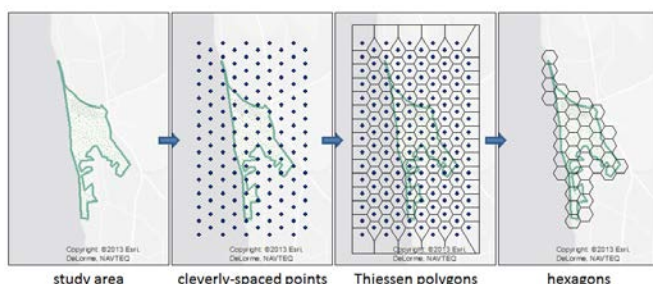 Copyright: ©2013 Esri,
DeLorme, NAVTEQ
Copyright: ©2013 Esri,
DeLorme, NAVTEQ
Copyright: ©2013 Esri,
DeLorme, NAVTEQ
Copyright: ©2013 Esri,
DeLorme, NAVTEQ
study area
cleverly-spaced points
Thiessen polygons
hexagons